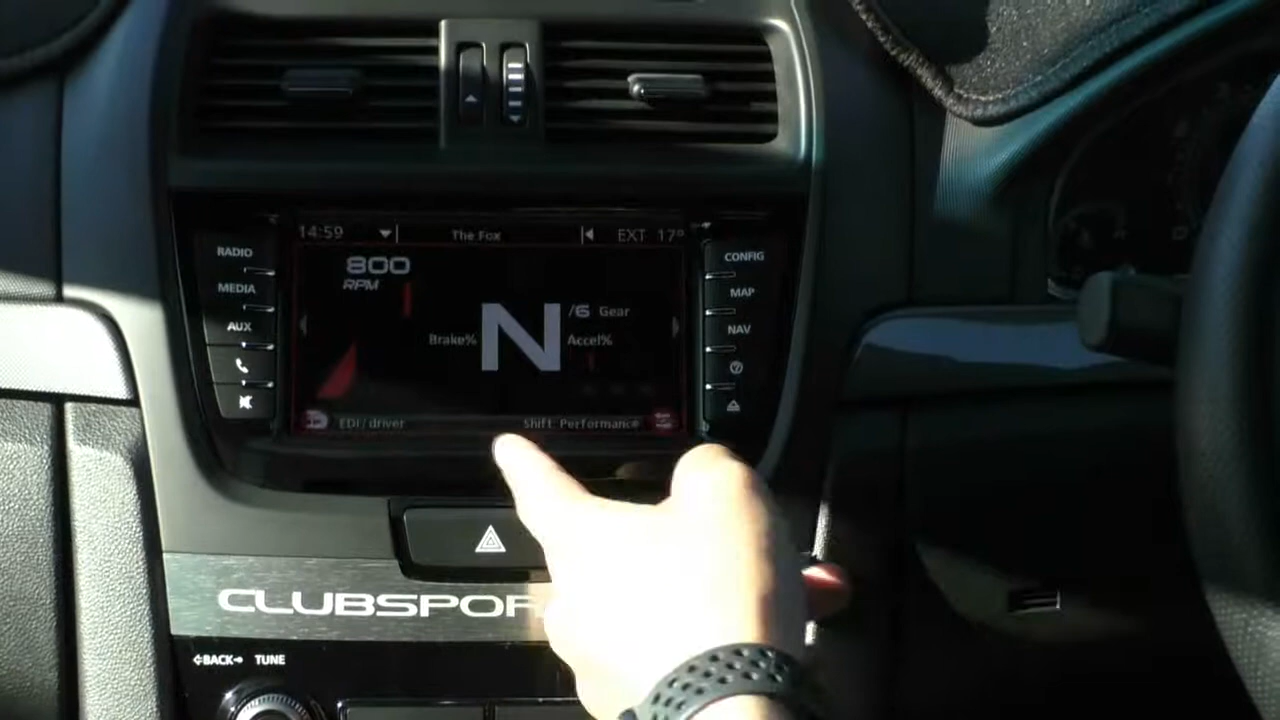 14:59 The Fox EXT 17°
RADIO
MEDIA
AUX
CONFIG
MAP
NAV
800
RPM
/6 Gear
Brake% N Accel%
EDI/driver Shift: Performance
CLUBSPOR
BACK TUNE